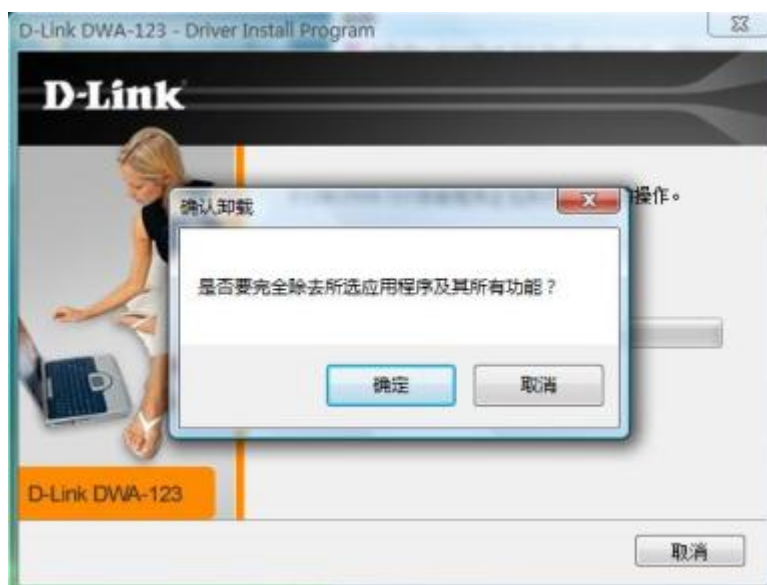 D-Link DWA-123 - Driver Install Program
D-Link
操作。
确认卸载
是否要完全除去所选应用程序及其所有功能？
确定
取消
D-Link DWA-123
取消